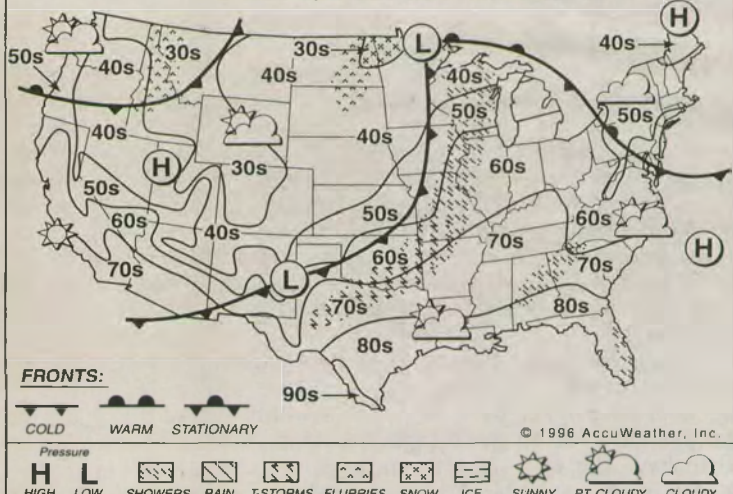 H
L
30s
30s
40s
50s
40s
40s
40s
50s
50s
40s
40s
H
30s
60s
50s
60s
50s
60s
40s
70s
H
60s
70s
L
70s
70s
80s
80s
90s
FRONTS:
COLD WARM STATIONARY
© 1996 AccuWeather, Inc.
Pressure
H L
HIGH LOW SHOWERS RAIN T-STORMS FLURRIES SNOW ICE SUNNY PT. CLOUDY CLOUDY